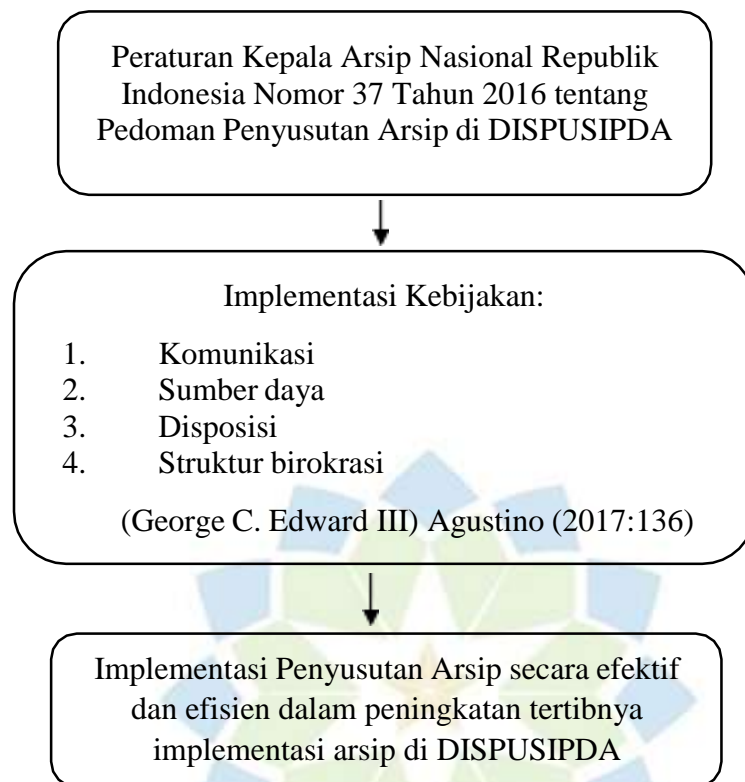 Peraturan Kepala Arsip Nasional Republik
Indonesia Nomor 37 Tahun 2016 tentang
Pedoman Penyusutan Arsip di DISPUSIPDA
Implementasi Kebijakan:
1. Komunikasi
2. Sumber daya
3. Disposisi
4. Struktur birokrasi
(George C. Edward III) Agustino (2017:136)
Implementasi Penyusutan Arsip secara efektif
dan efisien dalam peningkatan tertibnya
implementasi arsip di DISPUSIPDA